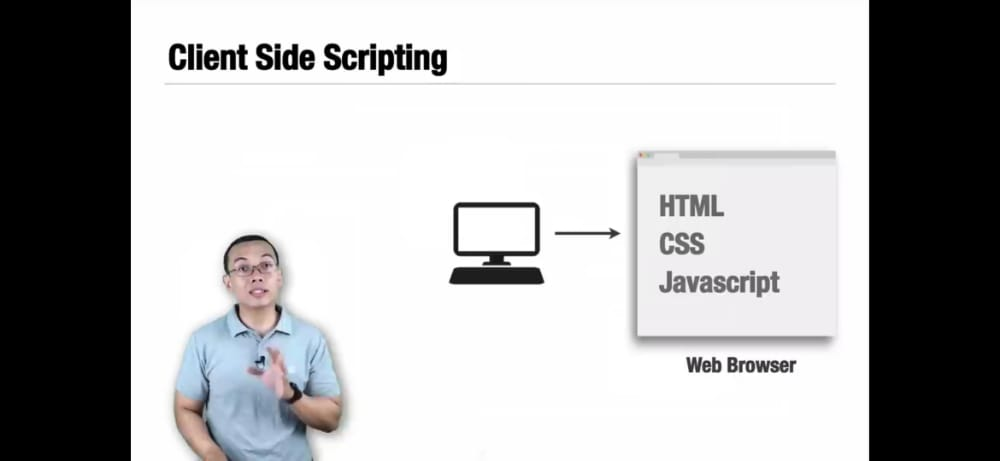 Client Side Scripting
HTML
CSS
Javascript
Web Browser